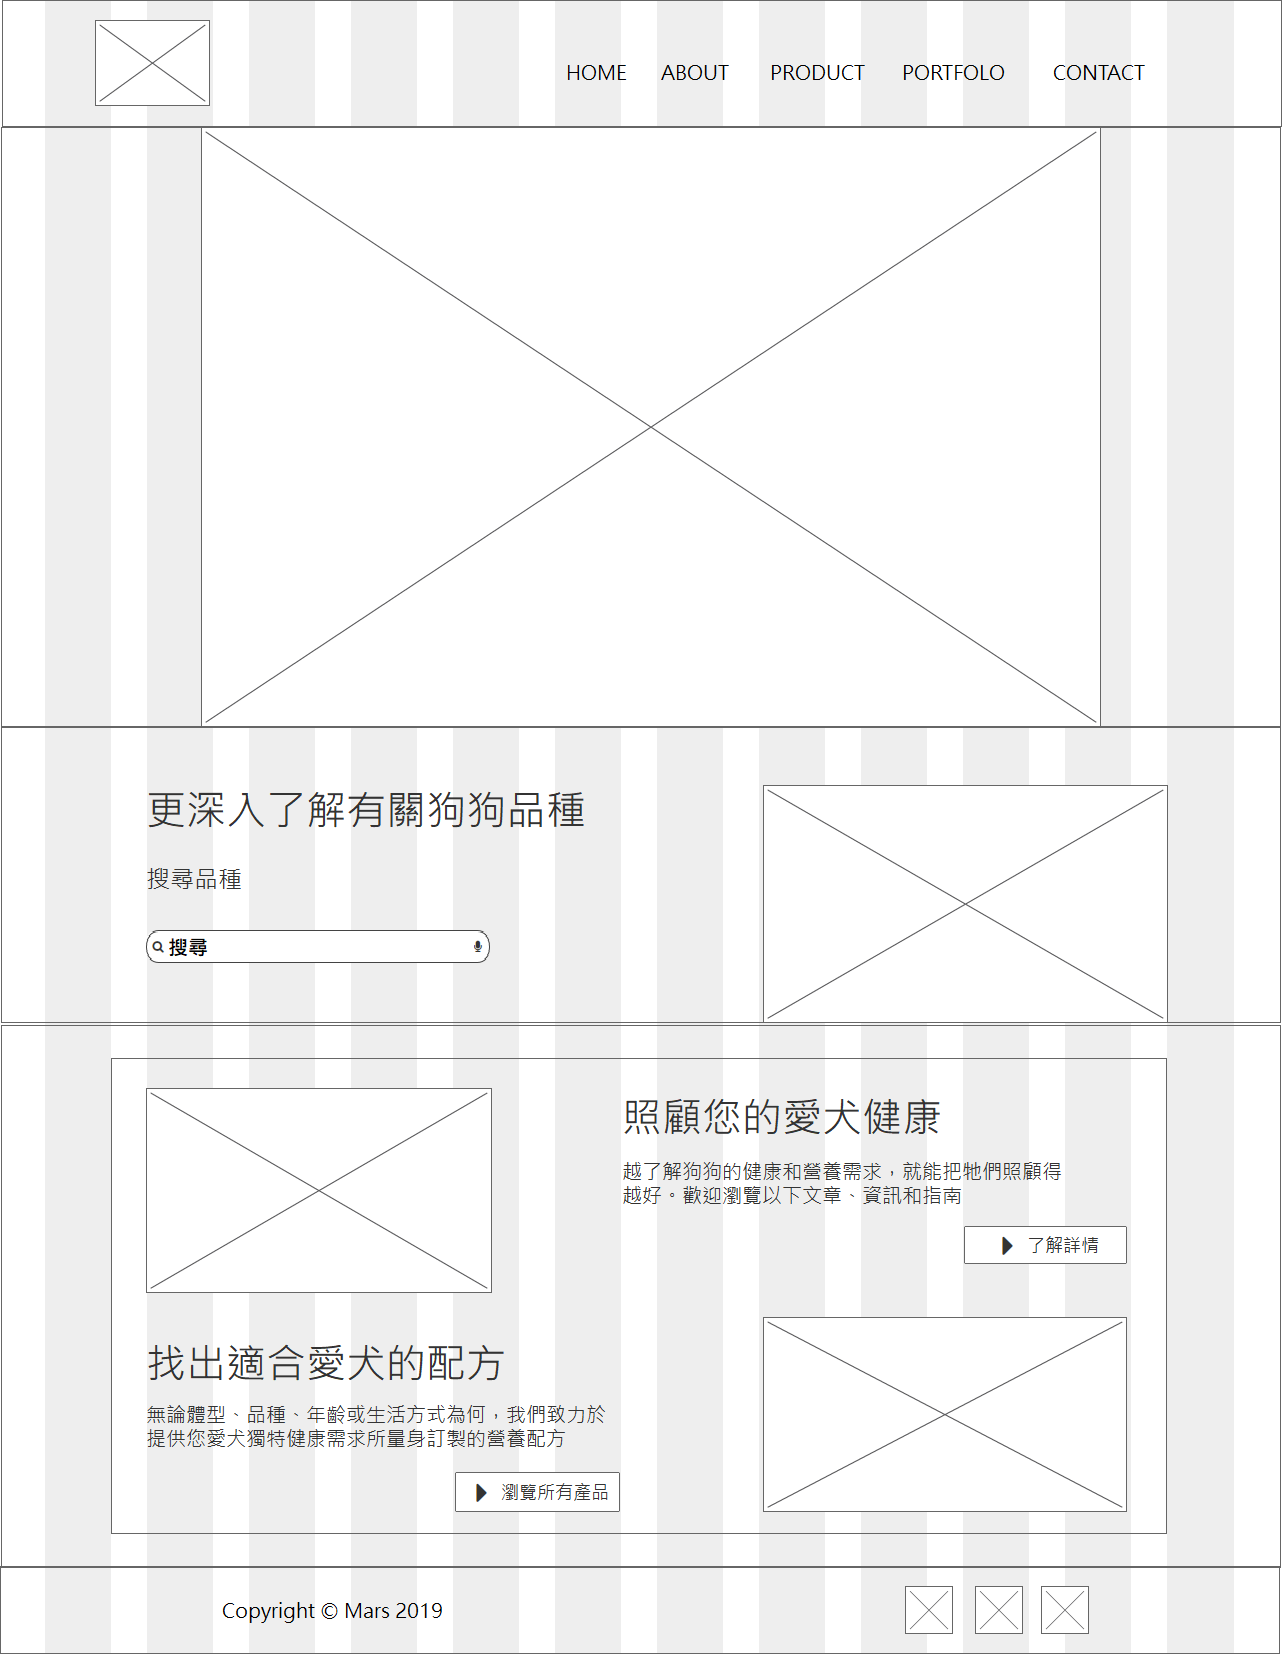 HOME ABOUT PRODUCT PORTFOLO CONTACT
更深入了解有關狗狗品種
搜尋品種
搜尋
照顧您的愛犬健康
越了解狗狗的健康和營養需求，就能把牠們照顧得
越好。歡迎瀏覽以下文章、資訊和指南
了解詳情
找出適合愛犬的配方
無論體型、品種、年齡或生活方式為何，我們致力於
提供您愛犬獨特健康需求所量身訂製的營養配方
瀏覽所有產品
Copyright © Mars 2019